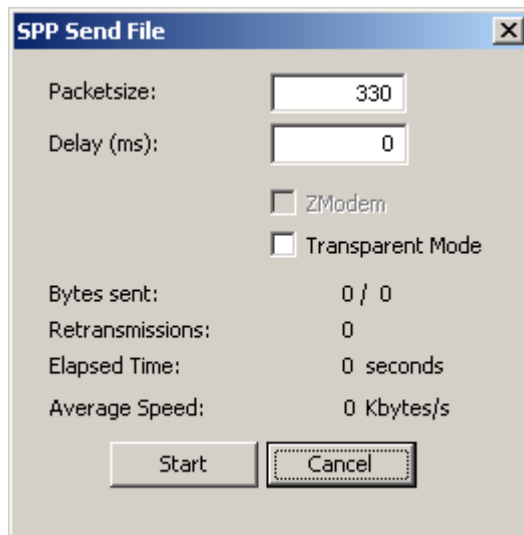 SPP Send File
Packetsize: 330
Delay (ms): 0
ZModem
Transparent Mode
Bytes sent: 0 / 0
Retransmissions: 0
Elapsed Time: 0 seconds
Average Speed: 0 Kbytes/s
Start Cancel